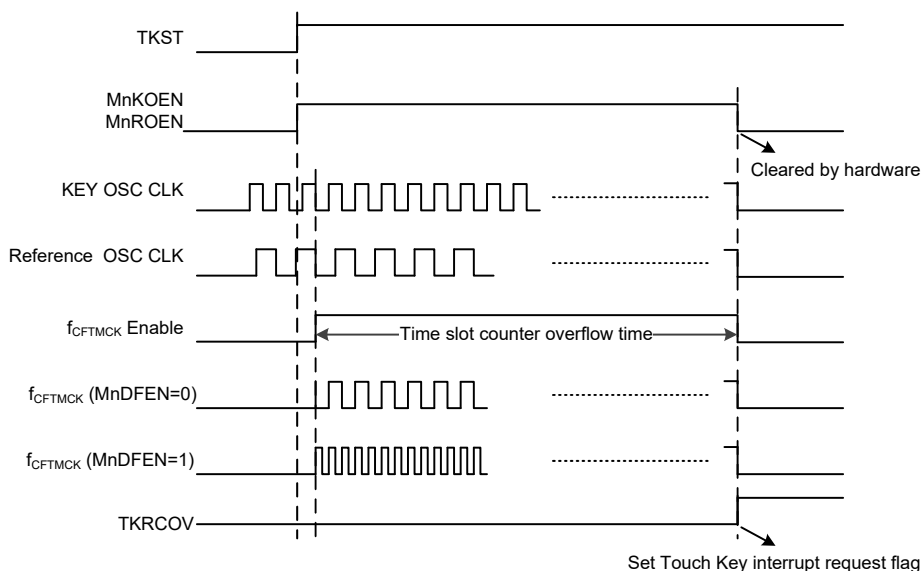 TKST
MnKOEN
MnROEN
Cleared by hardware
KEY OSC CLK
Reference OSC CLK
fCFTMCK Enable
Time slot counter overflow time
fCFTMCK (MnDFEN=0)
fCFTMCK (MnDFEN=1)
TKRCOV
Set Touch Key interrupt request flag